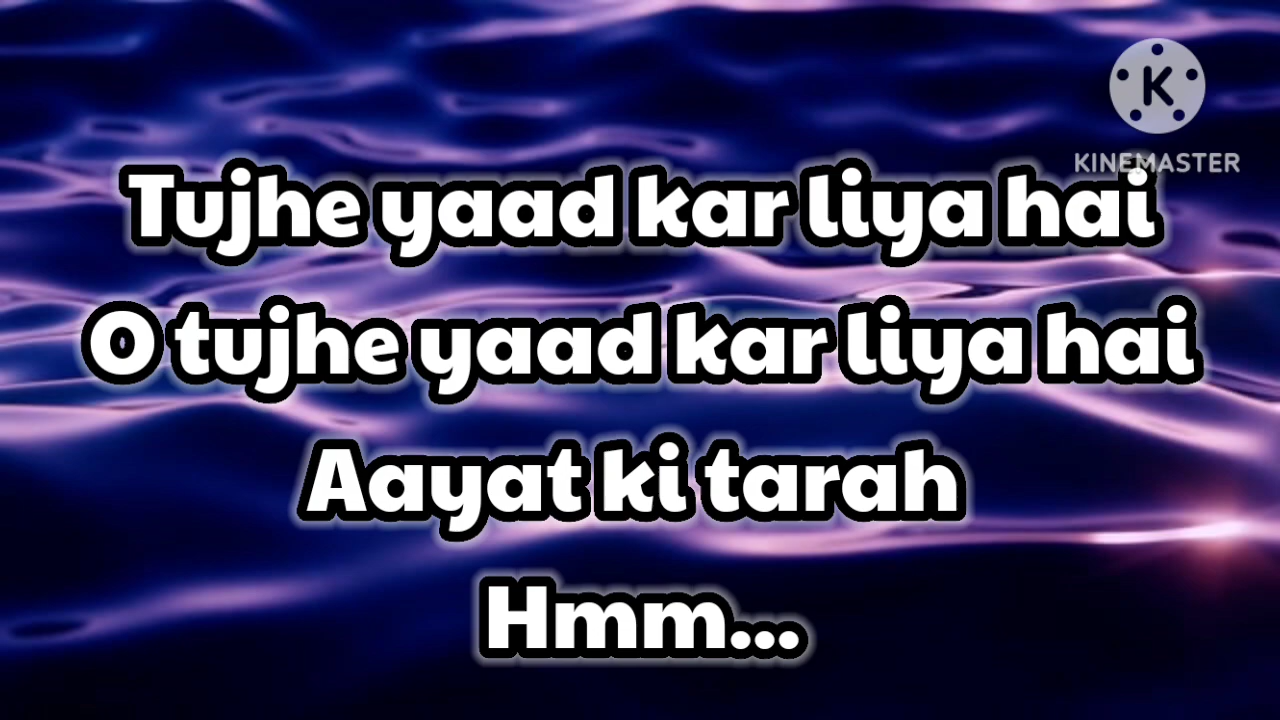 K
KINEMASTER
Tujhe yaad kar liya hai
O tujhe yaad kar liya hai
Aayat ki tarah
Hmm...